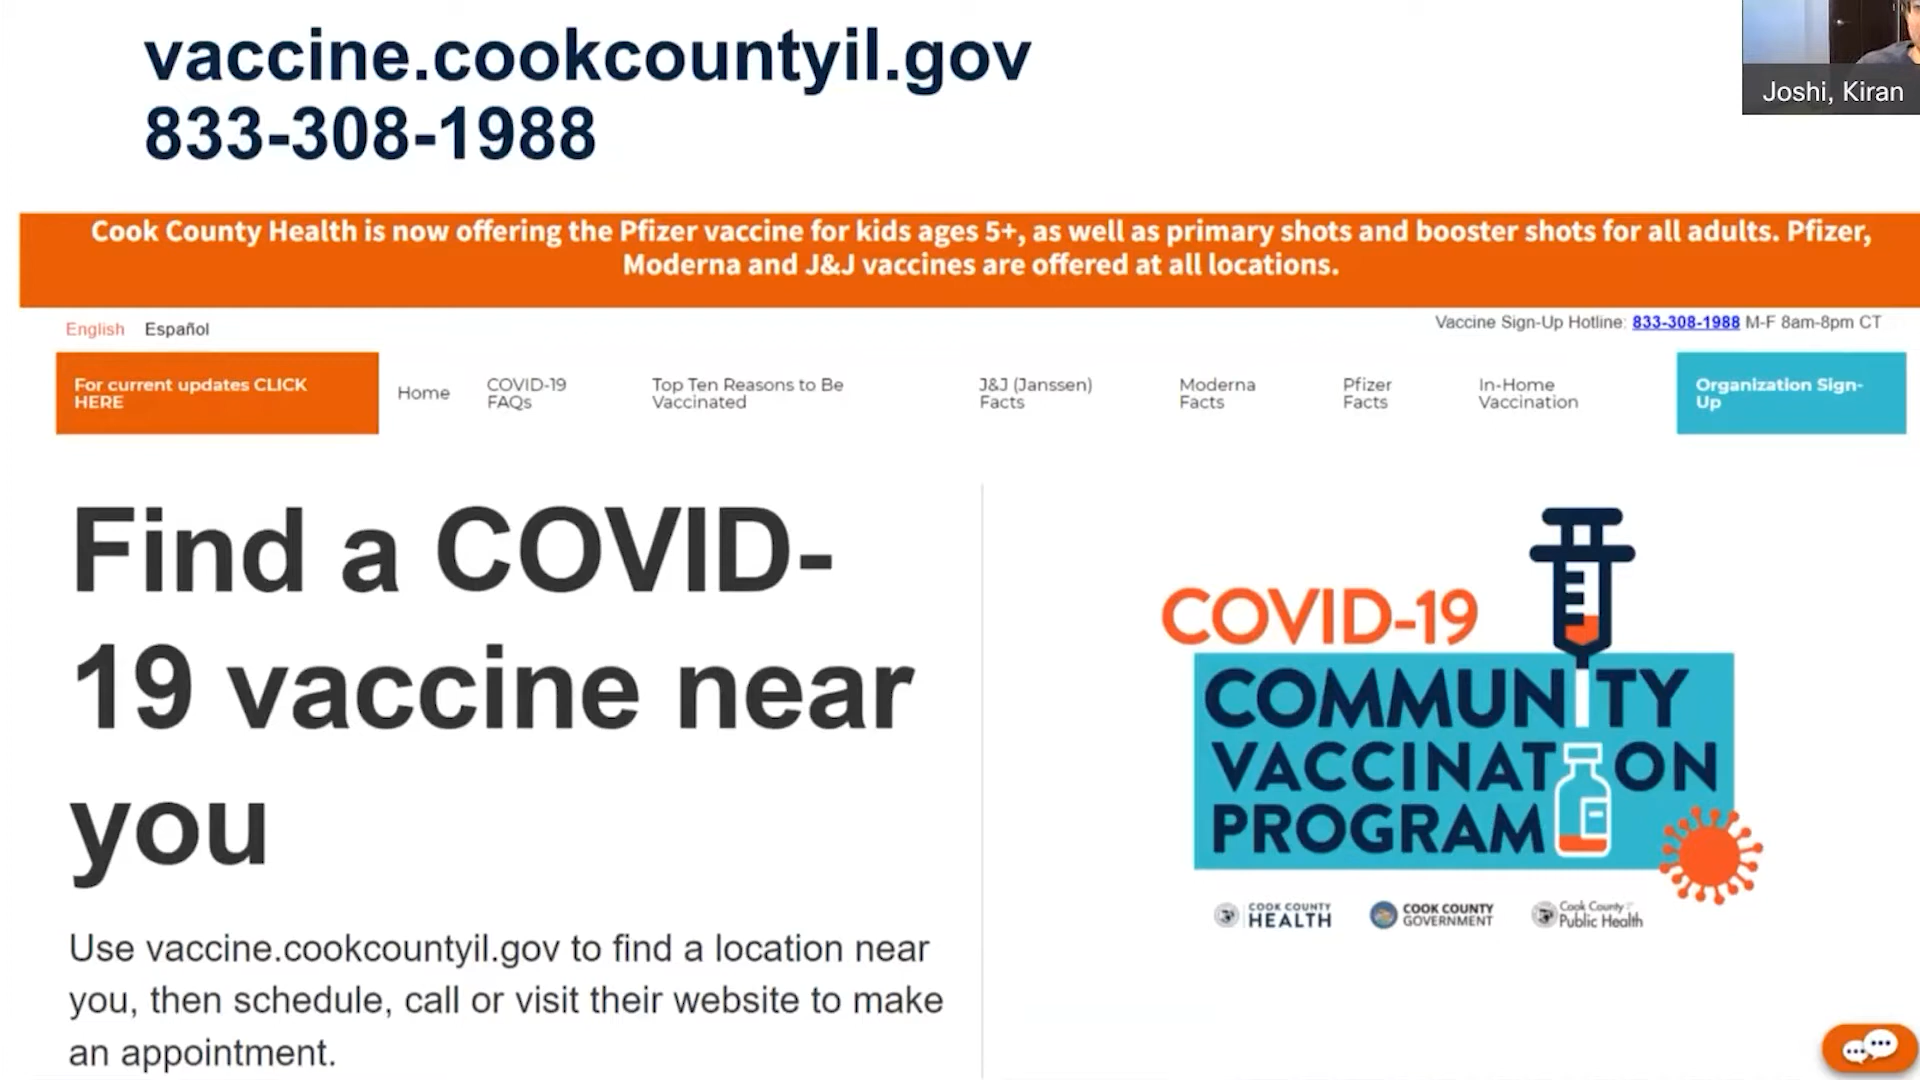 vaccine.cookcountyil.gov
833-308-1988
Joshi, Kiran
Cook County Health is now offering the Pfizer vaccine for kids ages 5+, as well as primary shots and booster shots for all adults. Pfizer,
Moderna and J&J vaccines are offered at all locations.
English Español
Vaccine Sign-Up Hotline: 833-308-1988 M-F 8am-8pm CT
For current updates CLICK
HERE
Home
COVID-19
FAQs
Top Ten Reasons to Be
Vaccinated
J&J (Janssen)
Facts
Moderna
Facts
Pfizer
Facts
In-Home
Vaccination
Organization Sign-
Up
Find a COVID-
19 vaccine near
you
Use vaccine.cookcountyil.gov to find a location near
you, then schedule, call or visit their website to make
an appointment.
COVID-19
COMMUNITY
VACCINATION
PROGRAM
COOK COUNTY
HEALTH
COOK COUNTY
GOVERNMENT
Cook County
Public Health